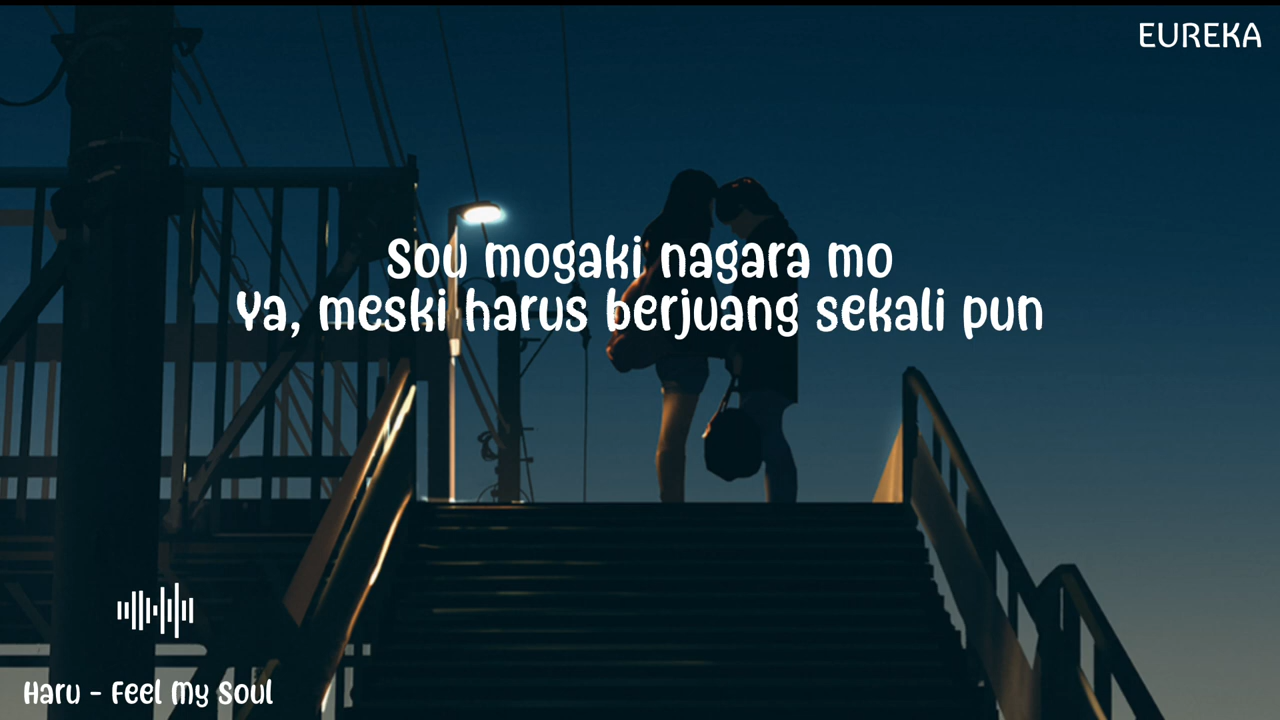 EUREKA
Sou mogaki nagara mo
Ya, meski harus berjuang sekali pun
Haru - Feel My Soul